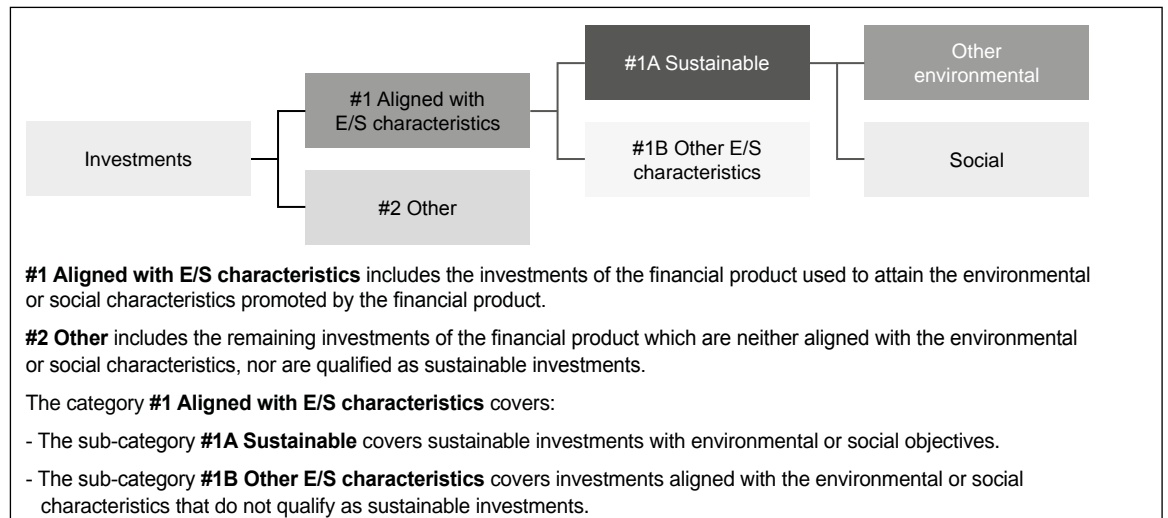 Investments
#1 Aligned with
E/S characteristics
#2 Other
#1A Sustainable
#1B Other E/S
characteristics
Other
environmental
Social
#1 Aligned with E/S characteristics includes the investments of the financial product used to attain the environmental
or social characteristics promoted by the financial product.
#2 Other includes the remaining investments of the financial product which are neither aligned with the environmental
or social characteristics, nor are qualified as sustainable investments.
The category #1 Aligned with E/S characteristics covers:
- The sub-category #1A Sustainable covers sustainable investments with environmental or social objectives.
- The sub-category #1B Other E/S characteristics covers investments aligned with the environmental or social
characteristics that do not qualify as sustainable investments.